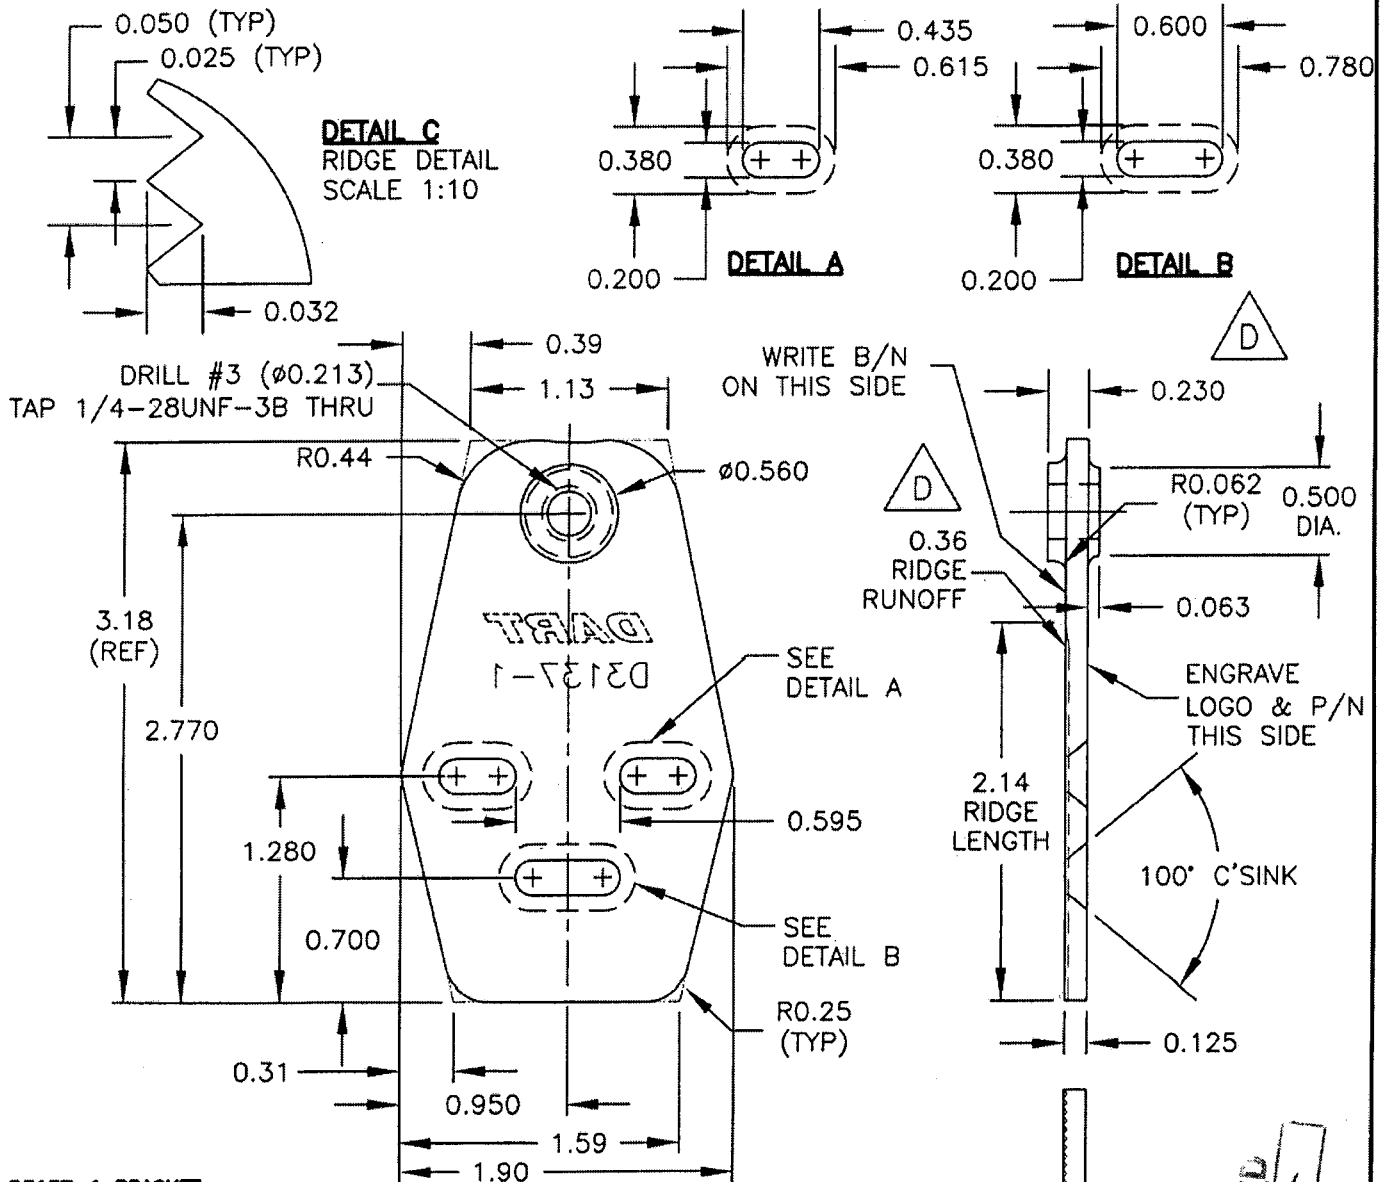 0.050 (TYP)
0.025 (TYP)
DETAIL C
RIDGE DETAIL
SCALE 1:10
0.032
0.435
0.615
0.380
0.200
DETAIL A
0.600
0.780
0.380
0.200
DETAIL B
D
0.39
1.13
DRILL #3 (ø0.213)
TAP 1/4-28UNF-3B THRU
R0.44
ø0.560
WRITE B/N
ON THIS SIDE
0.230
D
R0.062
(TYP)
0.500
DIA.
0.36
RIDGE
RUNOFF
0.063
3.18
(REF)
2.770
DART
D3137-1
SEE
DETAIL A
ENGRAVE
LOGO & P/N
THIS SIDE
2.14
RIDGE
LENGTH
0.595
1.280
100° C'SINK
0.700
SEE
DETAIL B
R0.25
(TYP)
0.125
0.31
0.950
1.59
1.90